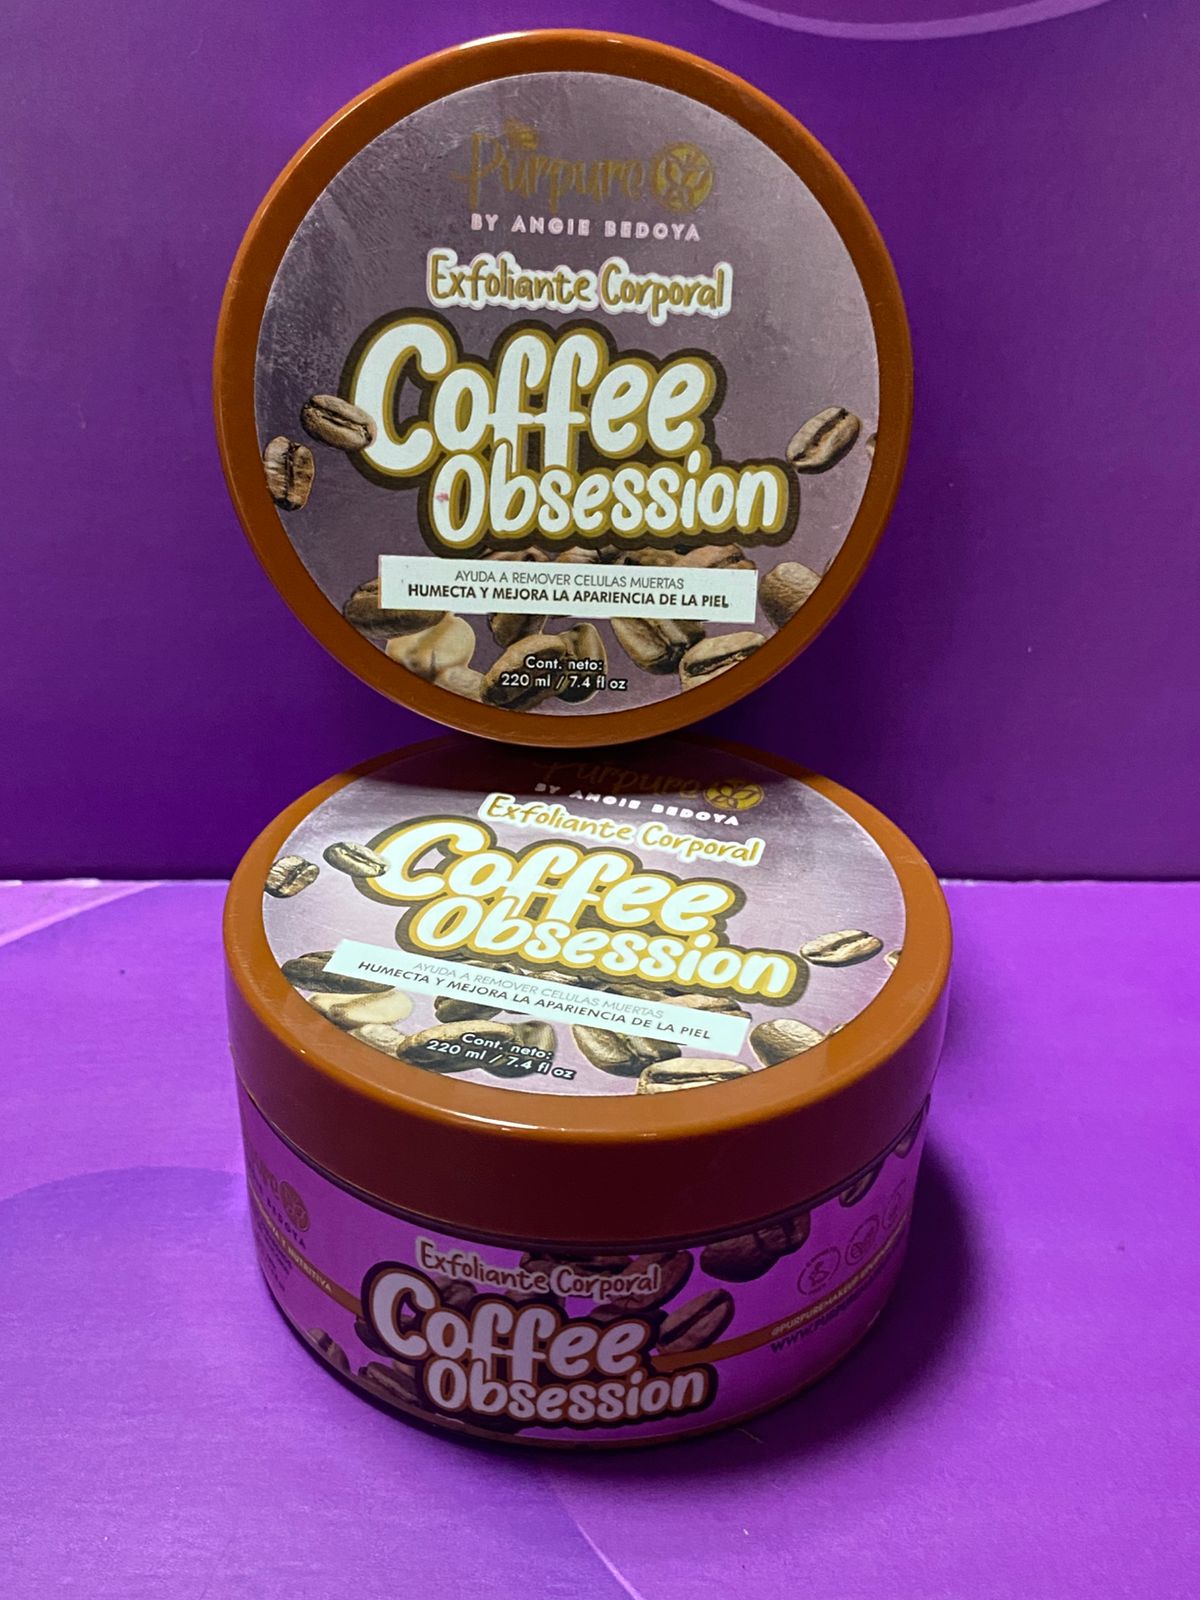 Purpure
BY ANGIE BEDOYA
Exfoliante Corporal
Coffee
Obsession
AYUDA A REMOVER CELULAS MUERTAS
HUMECTA Y MEJORA LA APARIENCIA DE LA PIEL
Cont. neto:
220 ml / 7.4 fl oz
Purpure
BY ANGIE BEDOYA
Exfoliante Corporal
Coffee
Obsession
AYUDA A REMOVER CELULAS MUERTAS
HUMECTA Y MEJORA LA APARIENCIA DE LA PIEL
Cont. neto:
220 ml / 7.4 fl oz
BEDOYA
Exfoliante Corporal
Coffee
Obsession